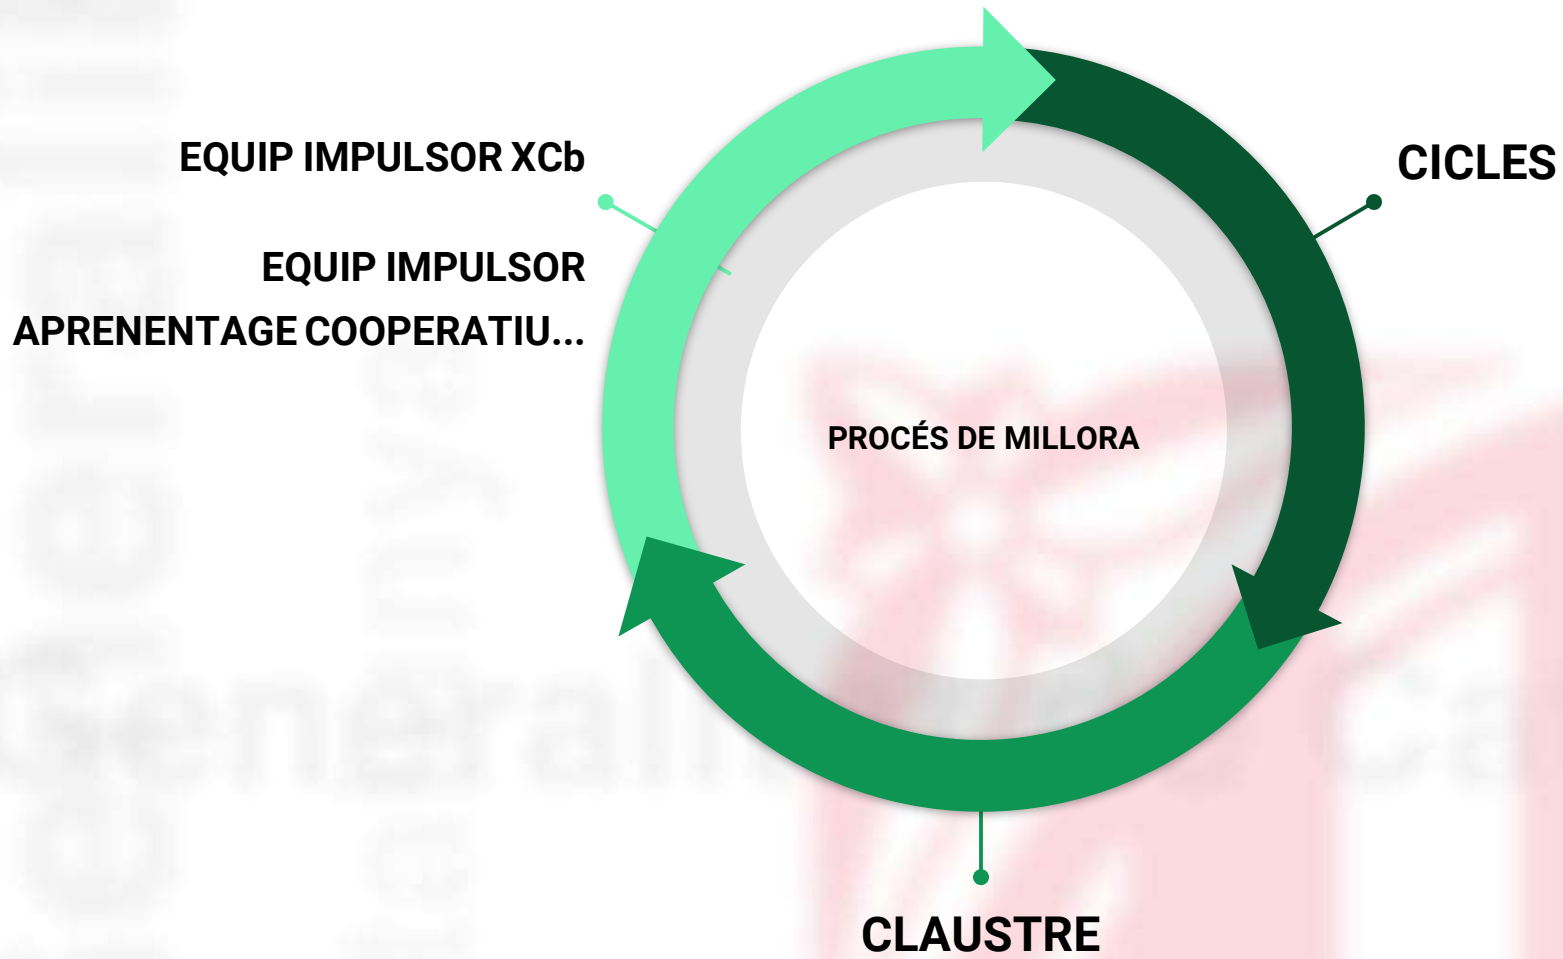 EQUIP IMPULSOR XCb
EQUIP IMPULSOR
APRENENTAGE COOPERATIU...
CICLES
PROCÉS DE MILLORA
CLAUSTRE